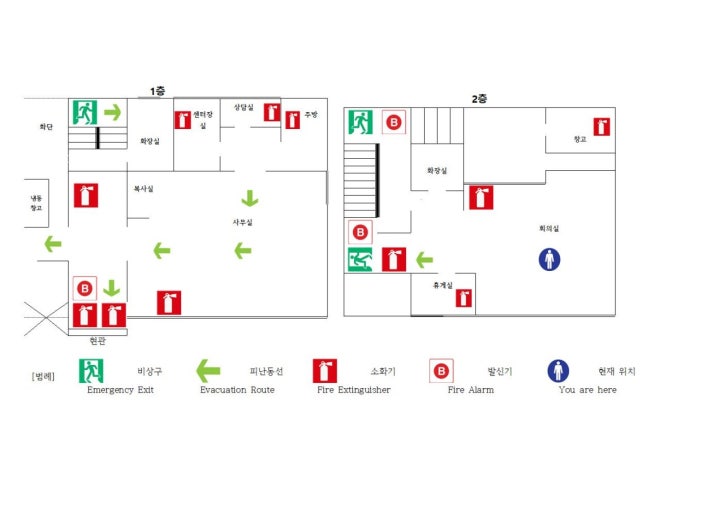 1층
2층
화단
화장실
센터장
실
상담실
주방
냉동
창고
복사실
사무실
B
현관
B
화장실
창고
B
회의실
휴게실
[범례]
비상구
피난동선
소화기
B
발신기
현재 위치
Emergency Exit
Evacuation Route
Fire Extinguisher
Fire Alarm
You are here